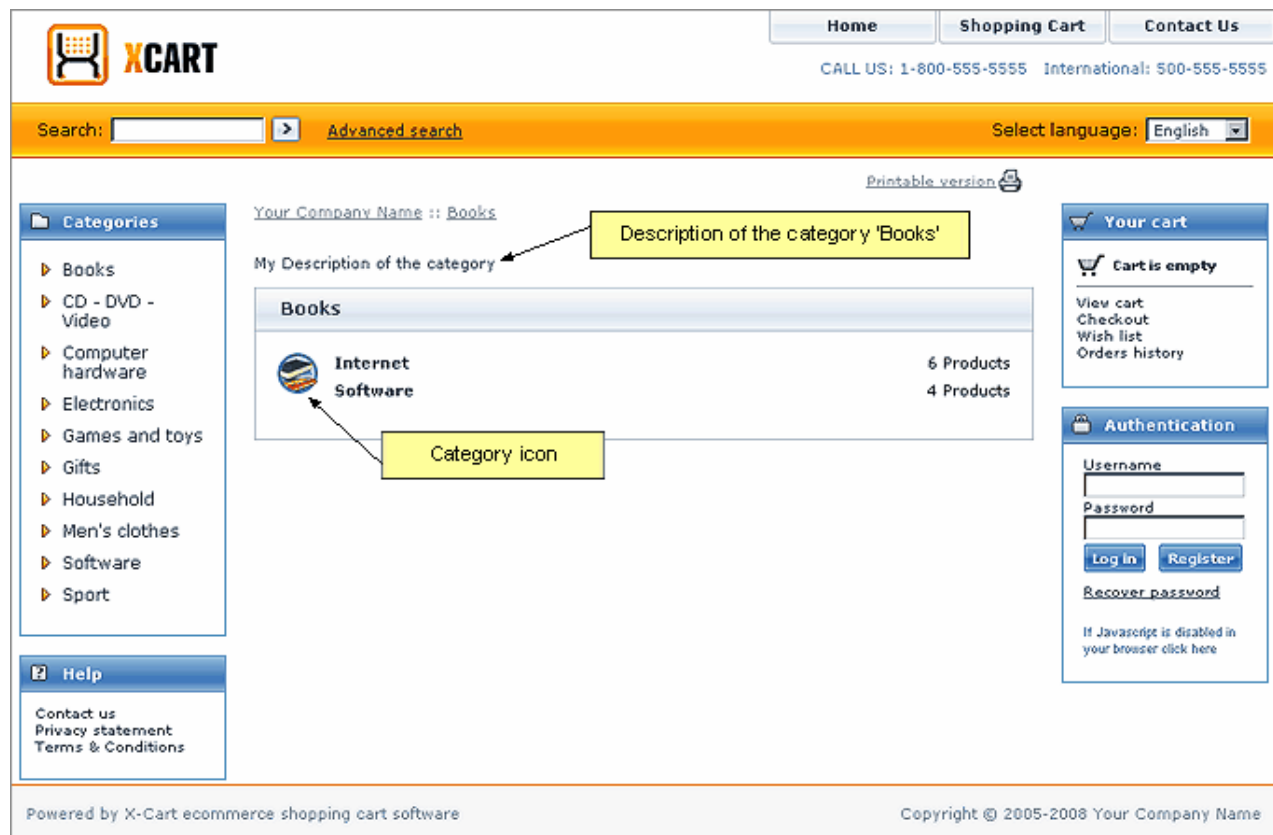 XCART
Home
Shopping Cart
Contact Us
CALL US: 1-800-555-5555 International: 500-555-5555
Search:
Advanced search
Select language: English
Printable version
Categories
Books
CD - DVD -
Video
Computer
hardware
Electronics
Games and toys
Gifts
Household
Men's clothes
Software
Sport
Help
Contact us
Privacy statement
Terms & Conditions
Your Company Name :: Books
Description of the category 'Books'
My Description of the category
Books
Internet 6 Products
Software 4 Products
Category icon
Your cart
Cart is empty
View cart
Checkout
Wish list
Orders history
Authentication
Username
Password
Log in
Register
Recover password
If Javascript is disabled in
your browser click here
Powered by X-Cart ecommerce shopping cart software
Copyright © 2005-2008 Your Company Name